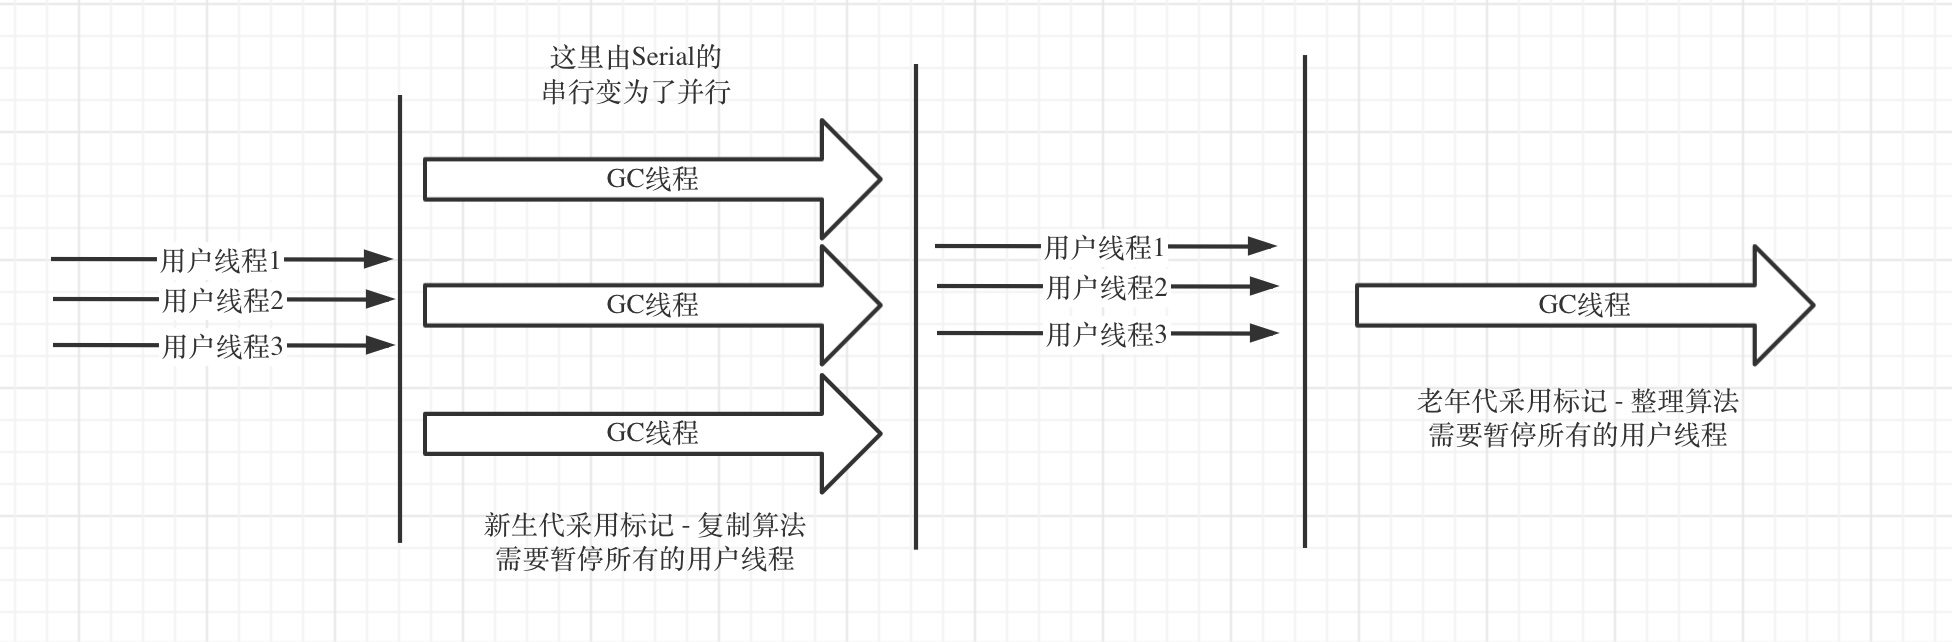 这里由Serial的
串行变为了并行
GC线程
用户线程1
用户线程2
用户线程3
GC线程
GC线程
新生代采用标记 - 复制算法
需要暂停所有的用户线程
用户线程1
用户线程2
用户线程3
GC线程
老年代采用标记 - 整理算法
需要暂停所有的用户线程